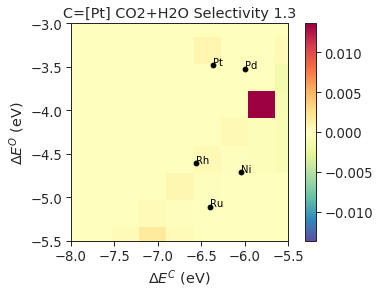 C=[Pt] CO2+H2O Selectivity 1.3
−3.0
−3.5
−4.0
−4.5
−5.0
−5.5
ΔE^O (eV)
Pt
Pd
Rh
Ni
Ru
−8.0 −7.5 −7.0 −6.5 −6.0 −5.5
ΔE^C (eV)
0.010
0.005
0.000
−0.005
−0.010